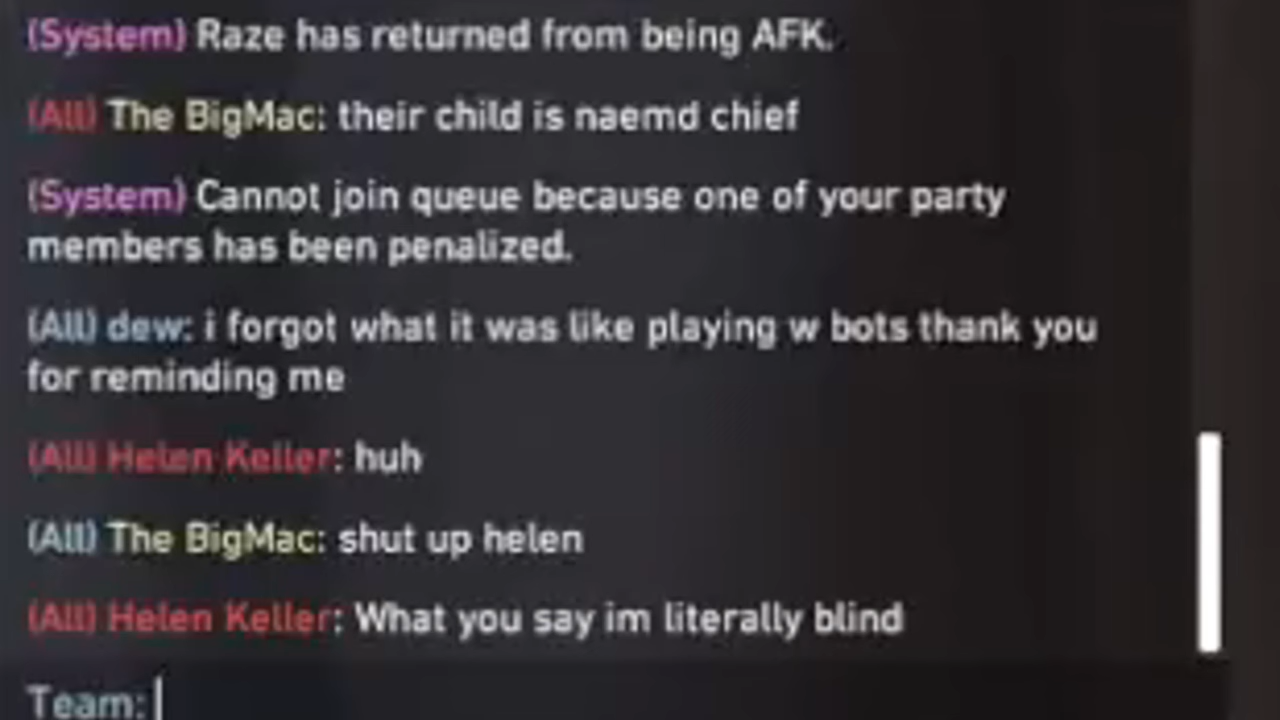 (System) Raze has returned from being AFK.
(All) The BigMac: their child is naemd chief
(System) Cannot join queue because one of your party
members has been penalized.
(All) dew: i forgot what it was like playing w bots thank you
for reminding me
(All) Helen Keller: huh
(All) The BigMac: shut up helen
(All) Helen Keller: What you say im literally blind
Team: